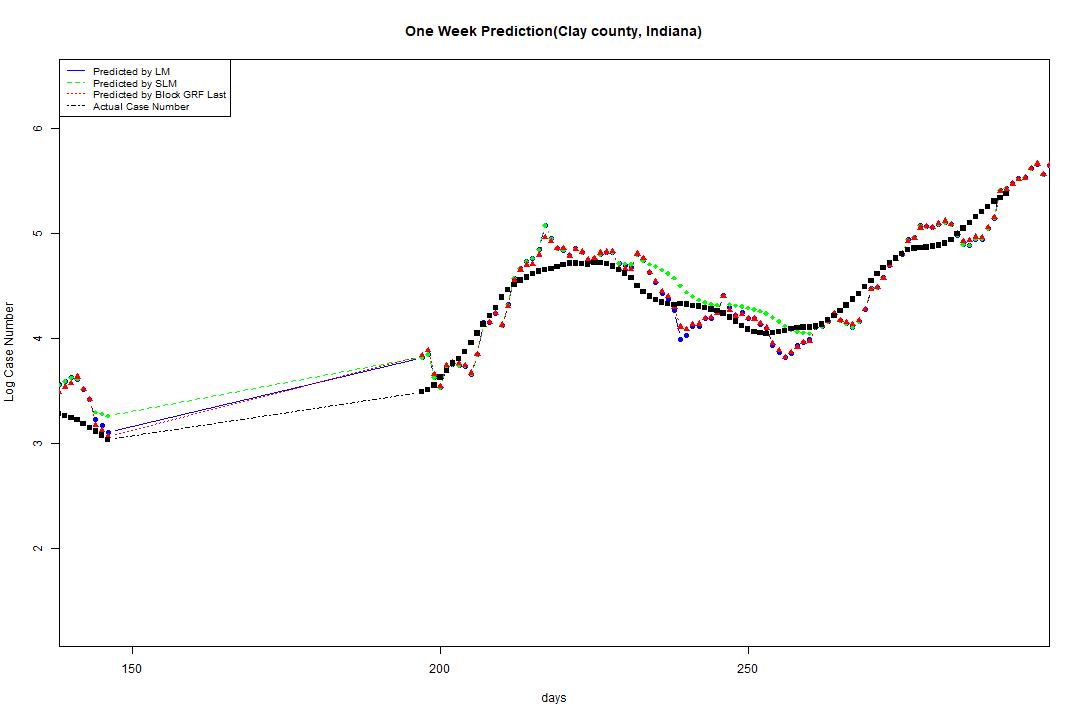 One Week Prediction(Clay county, Indiana)
Predicted by LM
Predicted by SLM
Predicted by Block GRF Last
Actual Case Number
6
5
4
3
2
Log Case Number
150
200
250
days